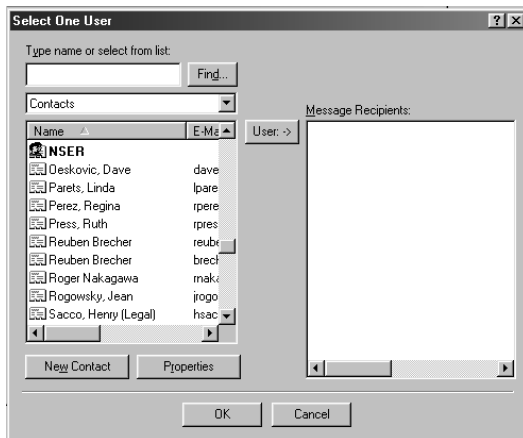 Select One User
Type name or select from list:
Find...
Contacts
Name E-Ma
NSER
Oeskovic, Dave dave
Parets, Linda lpare
Perez, Regina rpere
Press, Ruth rpres
Reuben Brecher reube
Reuben Brecher brech
Roger Nakagawa rnaka
Rogowsky, Jean jrogo
Sacco, Henry (Legal) hsac
User: ->
Message Recipients:
New Contact Properties
OK Cancel